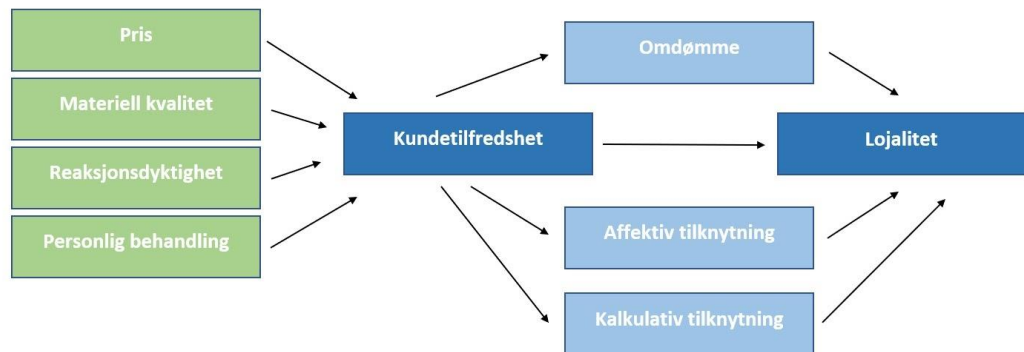 Pris
Materiell kvalitet
Reaksjonsdyktighet
Personlig behandling
Kundetilfredshet
Omdømme
Affektiv tilknytning
Kalkulativ tilknytning
Lojalitet